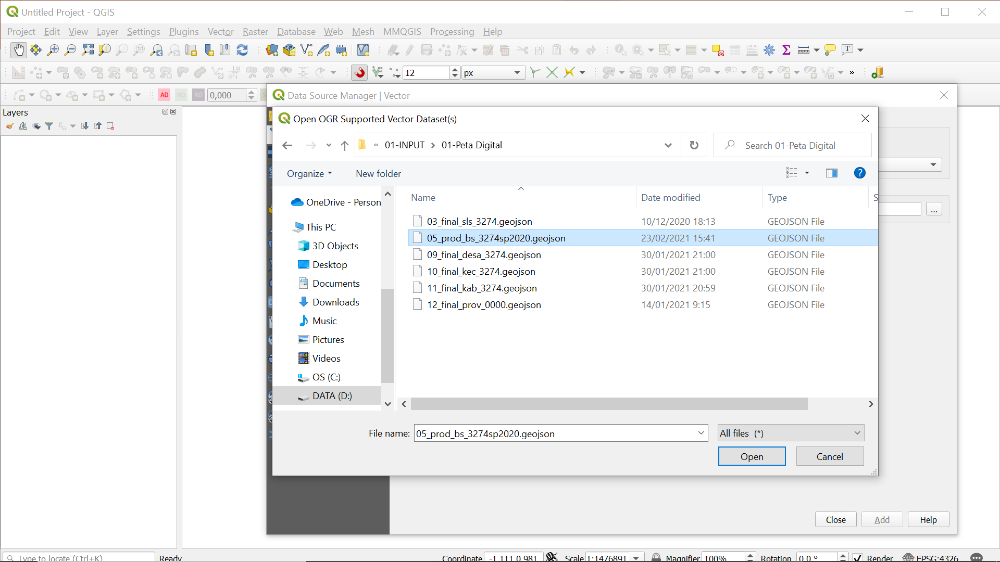 Untitled Project - QGIS
Project Edit View Layer Settings Plugins Vector Raster Database Web Mesh MMQGIS Processing Help
12 px
»
AD MO RO 0,000
Data Source Manager | Vector
Layers
Open OGR Supported Vector Dataset(s)
« 01-INPUT › 01-Peta Digital
Search 01-Peta Digital
Organize New folder
Name Date modified Type S
OneDrive - Person
This PC
3D Objects
Desktop
Documents
Downloads
Music
Pictures
Videos
OS (C:)
DATA (D:)
03_final_sls_3274.geojson 10/12/2020 18:13 GEOJSON File
05_prod_bs_3274sp2020.geojson 23/02/2021 15:41 GEOJSON File
09_final_desa_3274.geojson 30/01/2021 21:00 GEOJSON File
10_final_kec_3274.geojson 30/01/2021 21:00 GEOJSON File
11_final_kab_3274.geojson 30/01/2021 20:59 GEOJSON File
12_final_prov_0000.geojson 14/01/2021 9:15 GEOJSON File
...
File name: 05_prod_bs_3274sp2020.geojson All files (*)
Open Cancel
Close Add Help
Type to locate (Ctrl+K) Ready Coordinate -1.111,0.981 Scale 1:1476891 Magnifier 100% Rotation 0,0 ° Render EPSG:4326